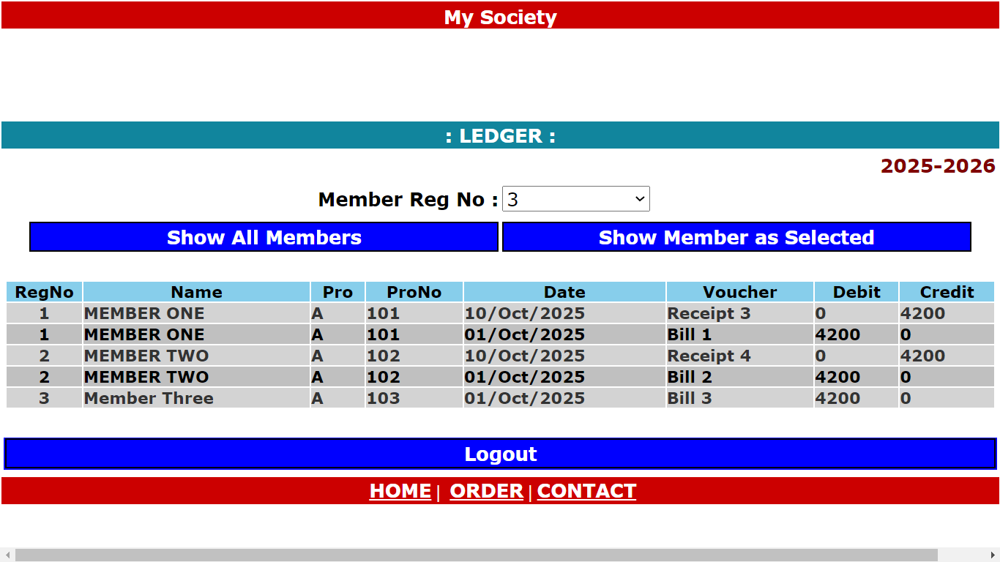 My Society
: LEDGER :
2025-2026
Member Reg No : 3
Show All Members Show Member as Selected
RegNo Name Pro ProNo Date Voucher Debit Credit
1 MEMBER ONE A 101 10/Oct/2025 Receipt 3 0 4200
1 MEMBER ONE A 101 01/Oct/2025 Bill 1 4200 0
2 MEMBER TWO A 102 10/Oct/2025 Receipt 4 0 4200
2 MEMBER TWO A 102 01/Oct/2025 Bill 2 4200 0
3 Member Three A 103 01/Oct/2025 Bill 3 4200 0
Logout
HOME | ORDER | CONTACT